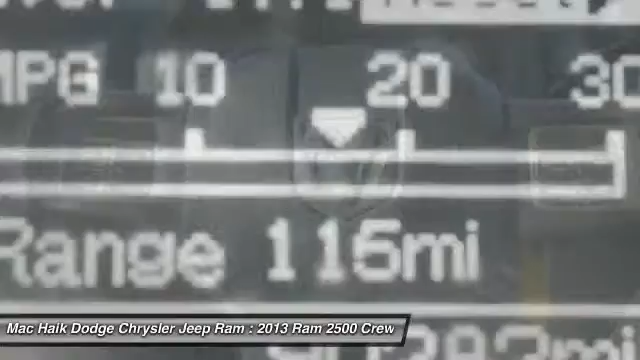 MPG 10 20 30
Range 116mi
Mac Haik Dodge Chrysler Jeep Ram : 2013 Ram 2500 Crew